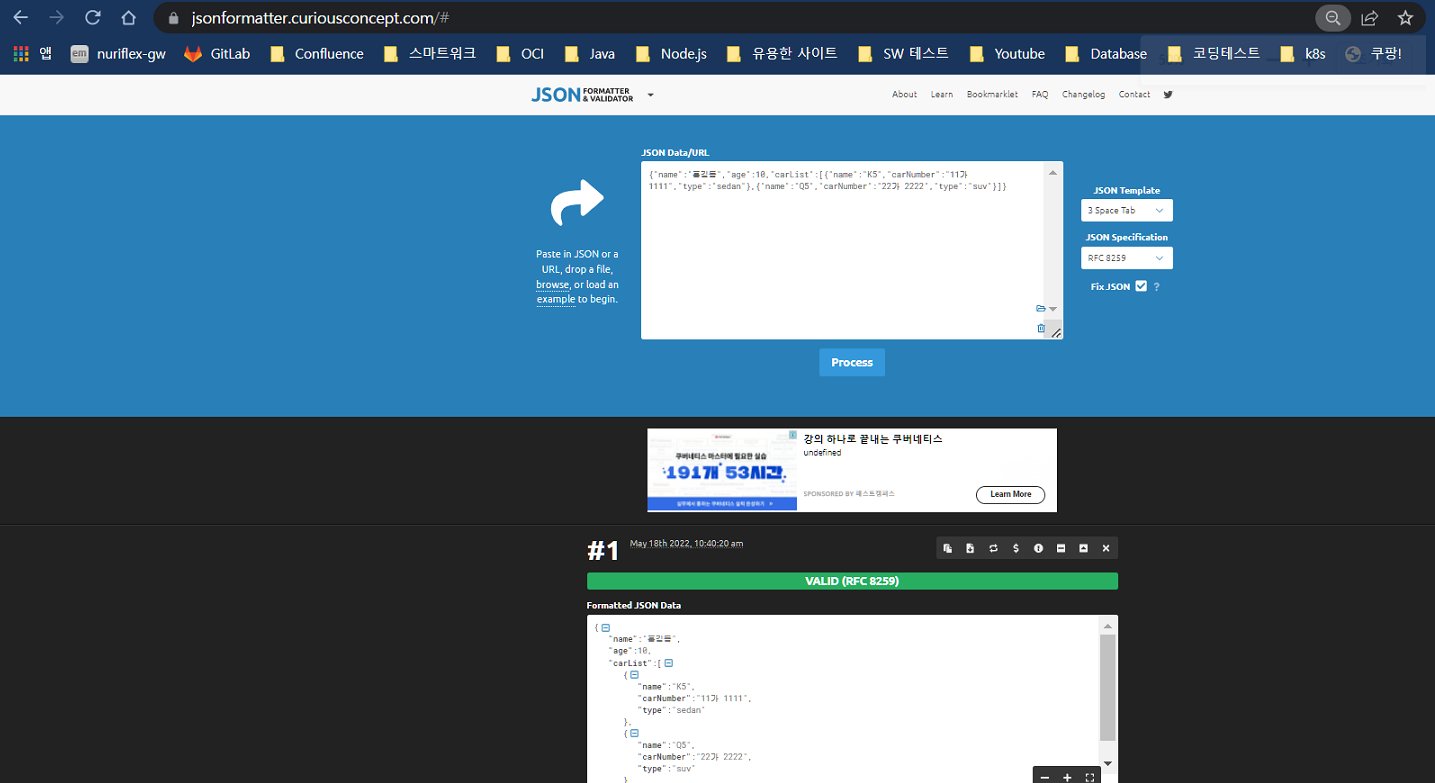 jsonformatter.curiousconcept.com/#
앱 em nuriflex-gw GitLab Confluence 스마트워크 OCI Java Node.js 유용한 사이트 SW 테스트 Youtube Database 코딩테스트 k8s 쿠팡!
JSON FORMATTER & VALIDATOR
About Learn Bookmarklet FAQ Changelog Contact
JSON Data/URL
{"name":"홍길동","age":10,"carList":[{"name":"K5","carNumber":"11가
1111","type":"sedan"},{"name":"Q5","carNumber":"22가 2222","type":"suv"}]}
Paste in JSON or a
URL, drop a file,
browse, or load an
example to begin.
JSON Template
3 Space Tab
JSON Specification
RFC 8259
Fix JSON ?
Process
쿠버네티스 마스터에 필요한 실습
191개 53시간
강의 하나로 끝내는 쿠버네티스
undefined
SPONSORED BY 패스트캠퍼스
Learn More
#1 May 18th 2022, 10:40:20 am
VALID (RFC 8259)
Formatted JSON Data
{
"name":"홍길동",
"age":10,
"carList":[
{
"name":"K5",
"carNumber":"11가 1111",
"type":"sedan"
},
{
"name":"Q5",
"carNumber":"22가 2222",
"type":"suv"
}